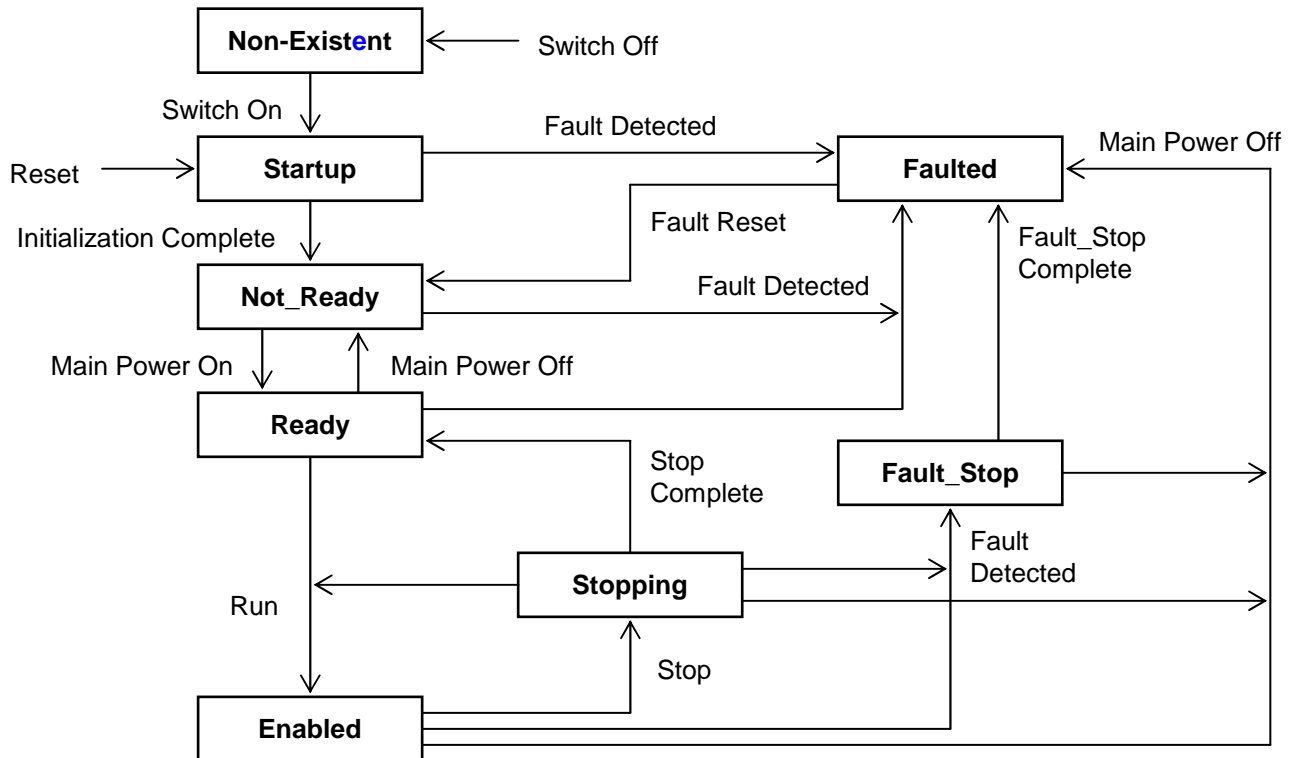 Non-Existent
Switch Off
Switch On
Fault Detected
Main Power Off
Reset
Startup
Faulted
Initialization Complete
Fault Reset
Fault_Stop
Complete
Not_Ready
Fault Detected
Main Power On
Main Power Off
Ready
Stop
Complete
Fault_Stop
Fault
Detected
Stopping
Run
Stop
Enabled